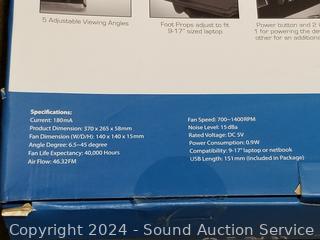 5 Adjustable Viewing Angles
Foot Props adjust to fit
9-17" sized laptop
Power button and 2
1 for powering the dev
other for an additiona
Specifications:
Current: 180mA
Product Dimension: 370 x 265 x 58mm
Fan Dimension (W/D/H): 140 x 140 x 15mm
Angle Degree: 6.5~45 degree
Fan Life Expectancy: 40,000 Hours
Air Flow: 46.32FM
Fan Speed: 700~1400RPM
Noise Level: 15 dBa
Rated Voltage: DC 5V
Power Consumption: 0.9W
Compatibility: 9-17" laptop or netbook
USB Length: 151mm (Included in Package)
Copyright 2024 - Sound Auction Service